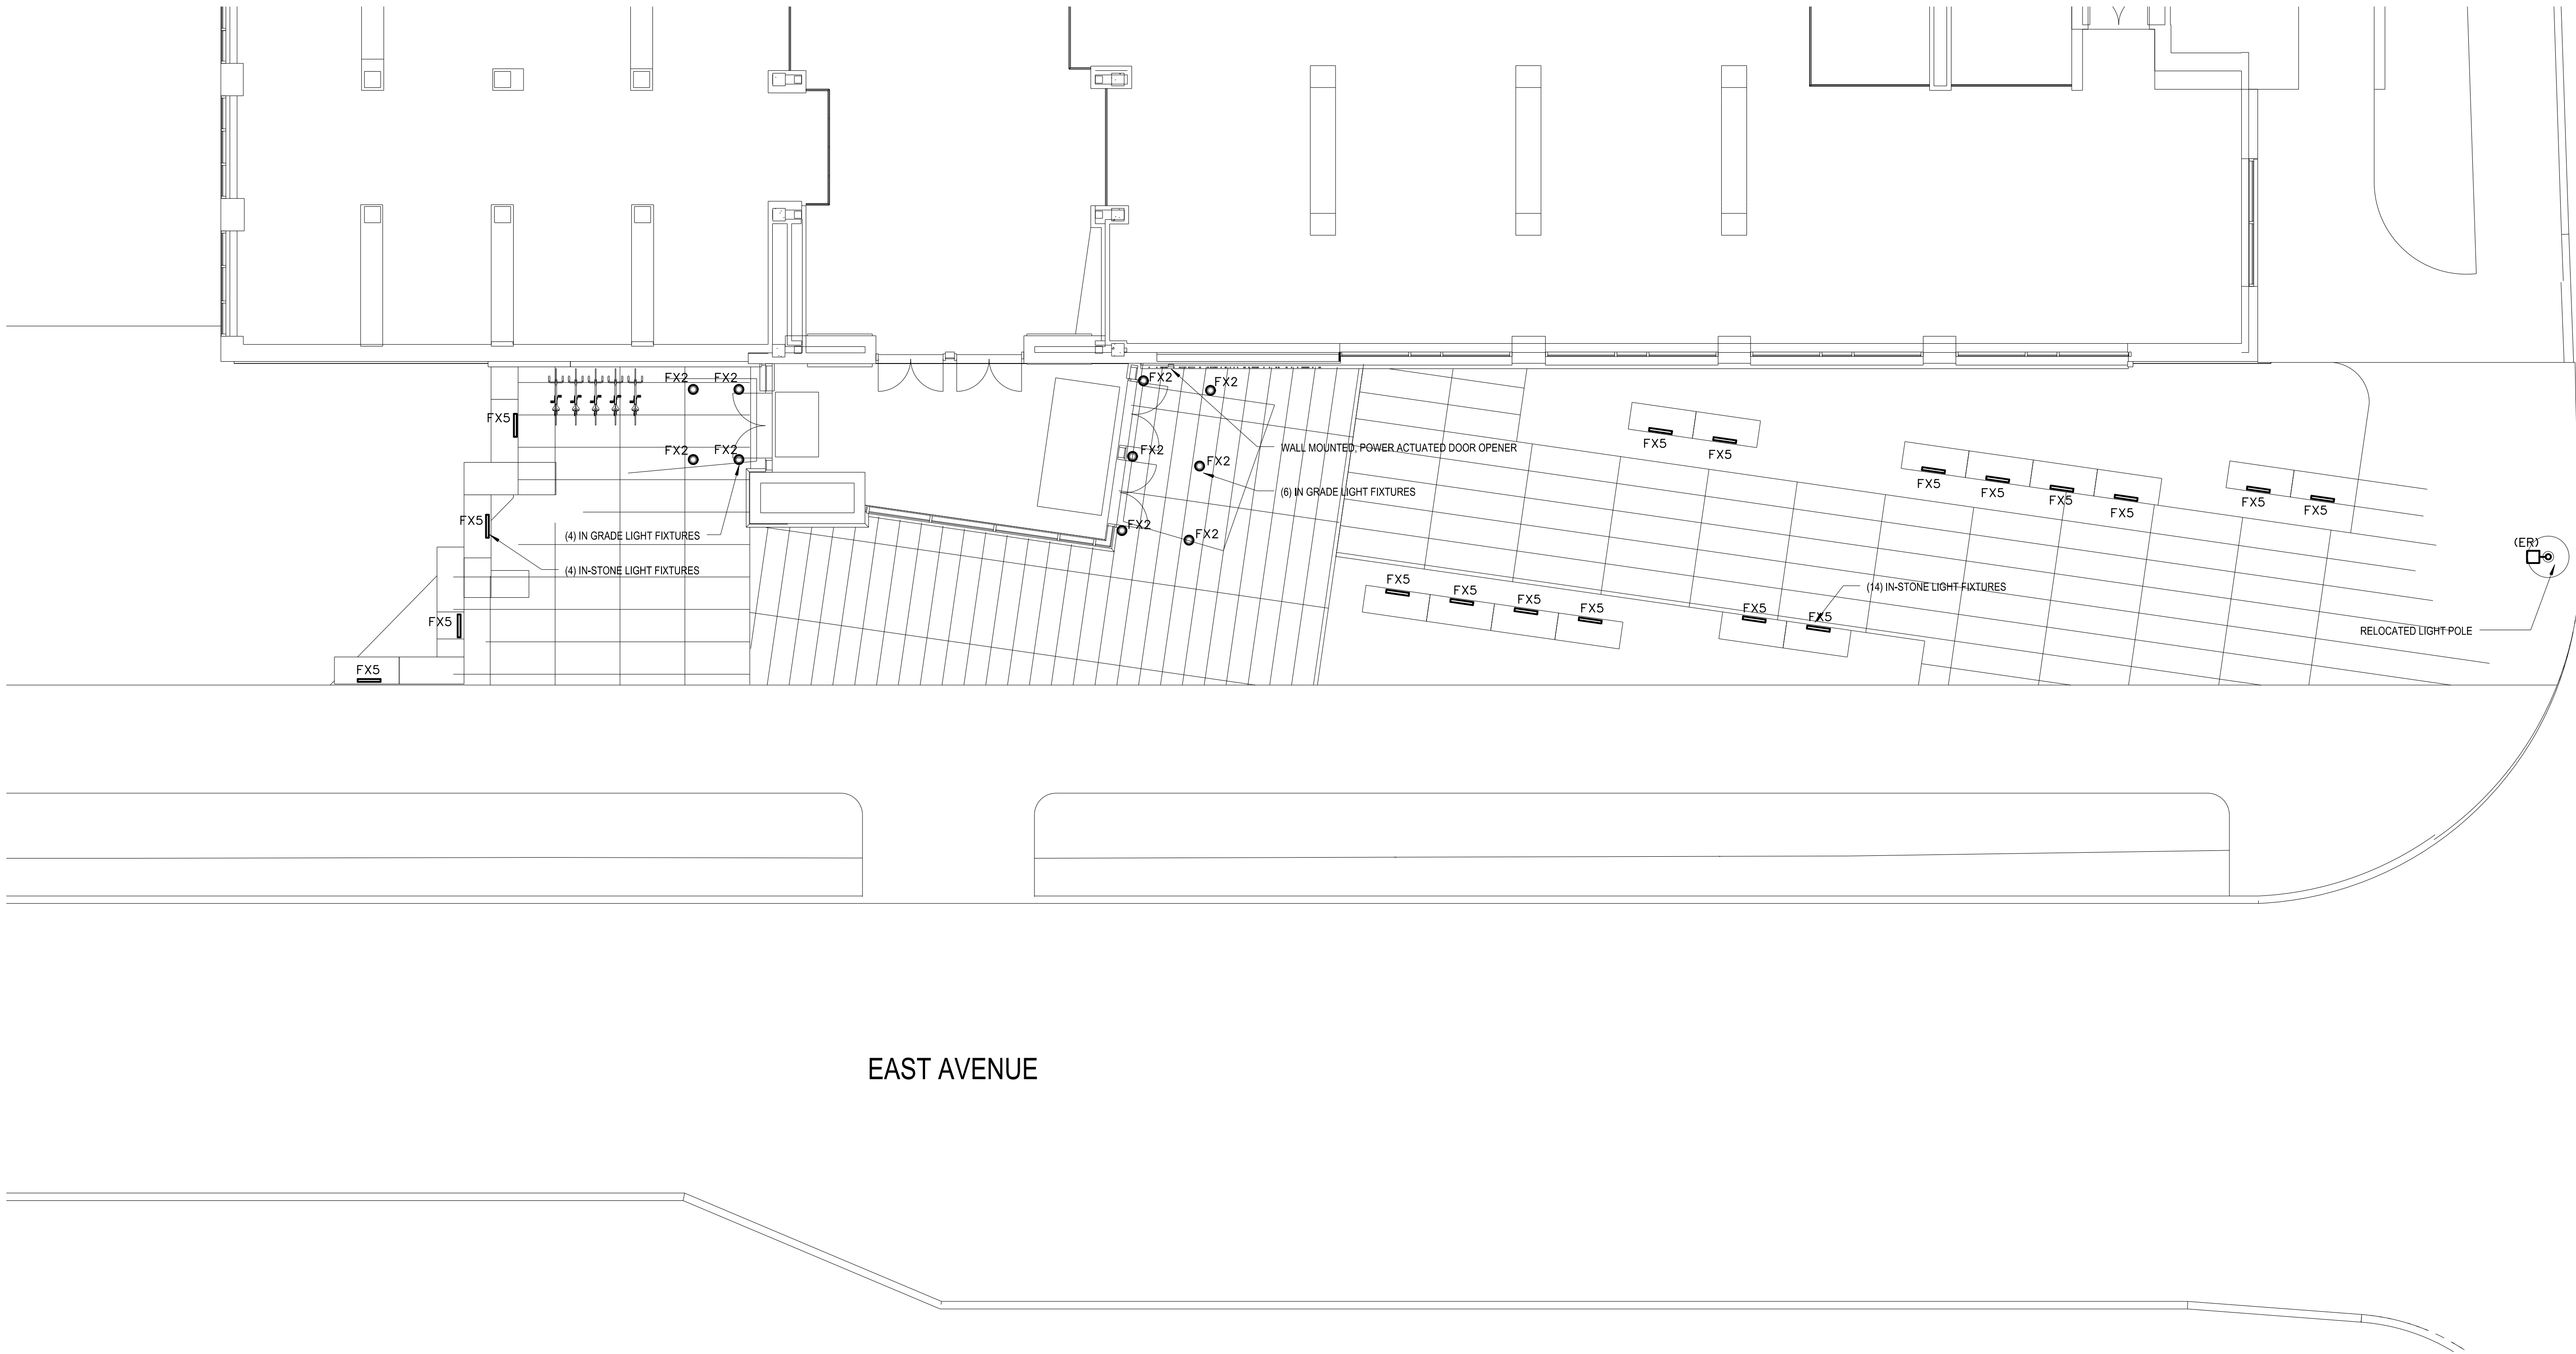 FX2
FX2
FX2
FX2
FX5
FX2
FX2
FX5
FX5
WALL MOUNTED, POWER ACTUATED DOOR OPENER
FX2
FX2
FX2
FX5
FX5
FX5
FX5
FX5
FX5
(6) IN GRADE LIGHT FIXTURES
FX5
FX2
FX2
(4) IN GRADE LIGHT FIXTURES
(ER)
(4) IN-STONE LIGHT FIXTURES
FX5
FX5
FX5
FX5
(14) IN-STONE LIGHT FIXTURES
FX5
FX5
FX5
RELOCATED LIGHT POLE
FX5
EAST AVENUE